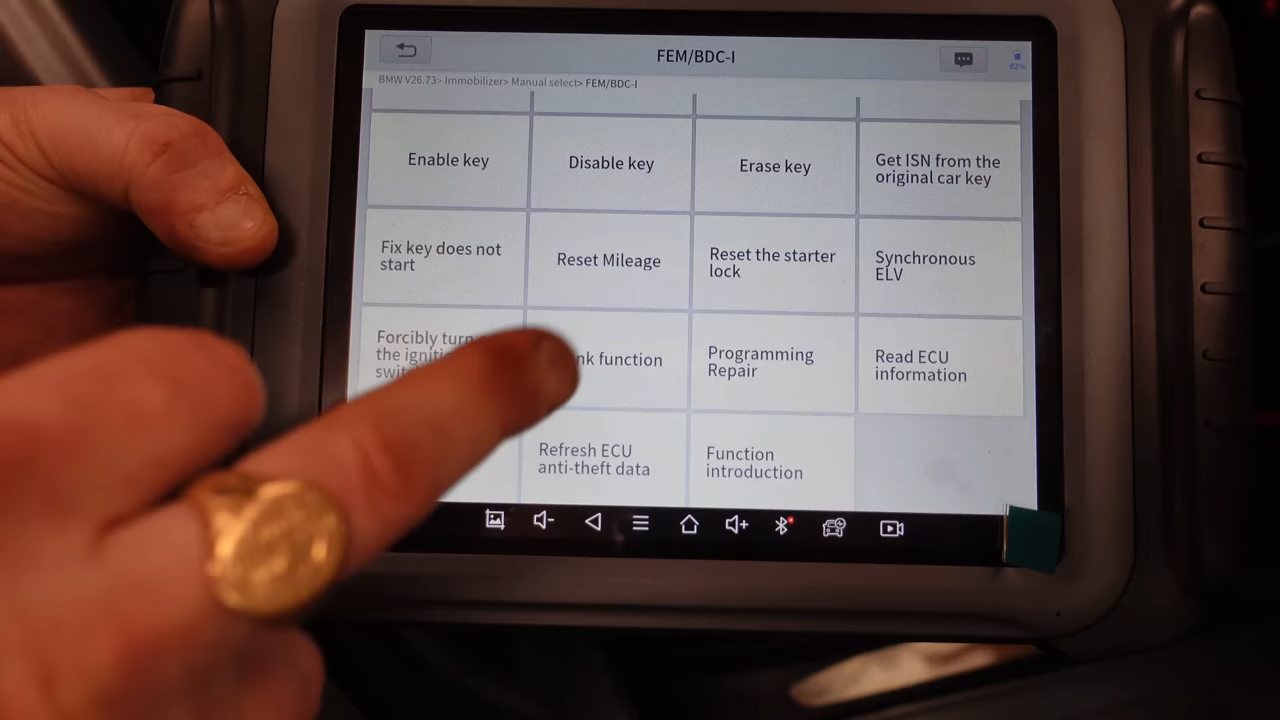 FEM/BDC-I
82%
BMW V26.73> Immobilizer> Manual select> FEM/BDC-I
Enable key
Disable key
Erase key
Get ISN from the
original car key
Fix key does not
start
Reset Mileage
Reset the starter
lock
Synchronous
ELV
Forcibly turn
the
function
Programming
Repair
Read ECU
information
Refresh ECU
anti-theft data
Function
introduction